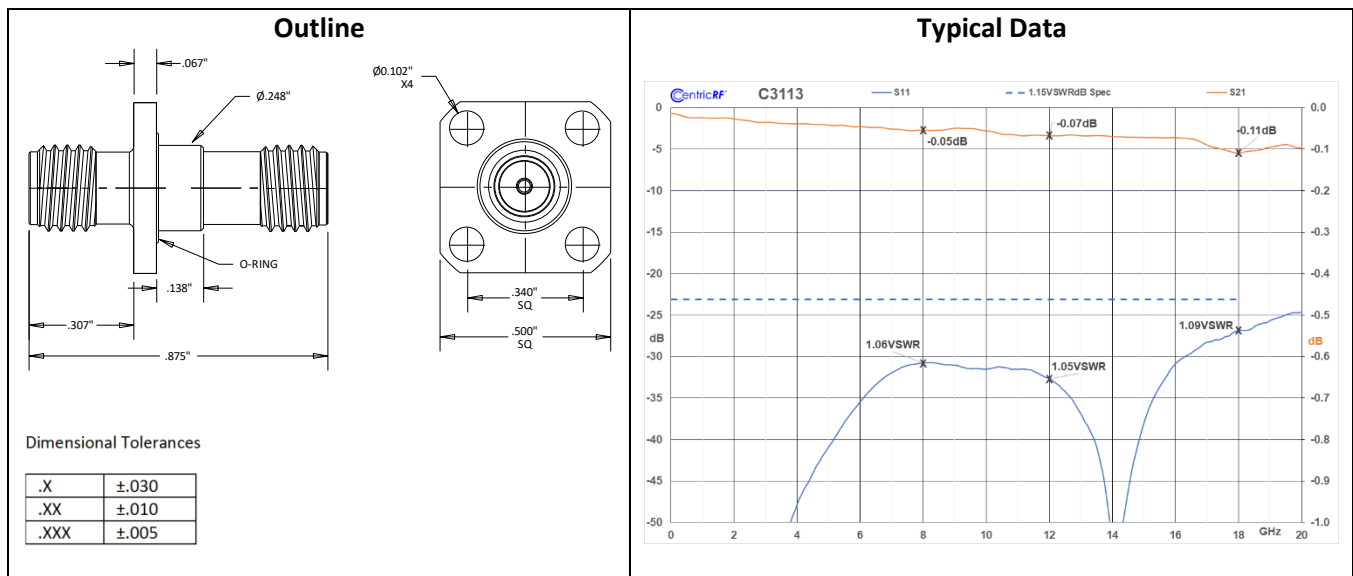 Outline
.067"
Ø.248"
Ø0.102"
X4
O-RING
.138"
.307"
.875"
.340"
SQ
.500"
SQ
Dimensional Tolerances
.X ±.030
.XX ±.010
.XXX ±.005
Typical Data
CentricRF™ C3113 S11 1.15VSWRdB Spec S21
0 0.0
-5 -0.1
-10 -0.2
-15 -0.3
-20 -0.4
-25 -0.5
dB dB
-30 -0.6
-35 -0.7
-40 -0.8
-45 -0.9
-50 -1.0
-0.05dB
-0.07dB
-0.11dB
1.06VSWR
1.05VSWR
1.09VSWR
GHz
0 2 4 6 8 10 12 14 16 18 20